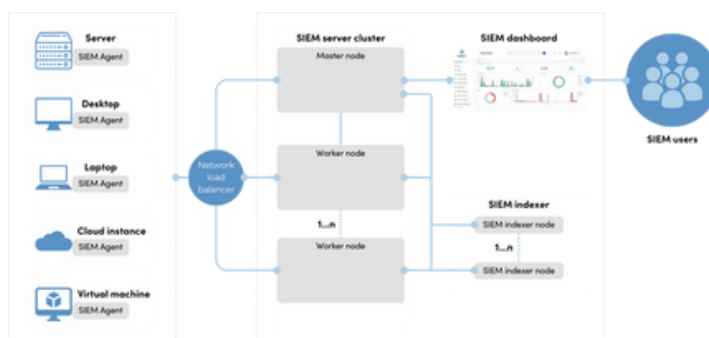 Server
SIEM Agent
Desktop
SIEM Agent
Laptop
SIEM Agent
Cloud instance
SIEM Agent
Virtual machine
SIEM Agent
Network
load
balancer
SIEM server cluster
Master node
Worker node
1...n
Worker node
SIEM dashboard
SIEM indexer
SIEM indexer node
1...n
SIEM indexer node
SIEM users